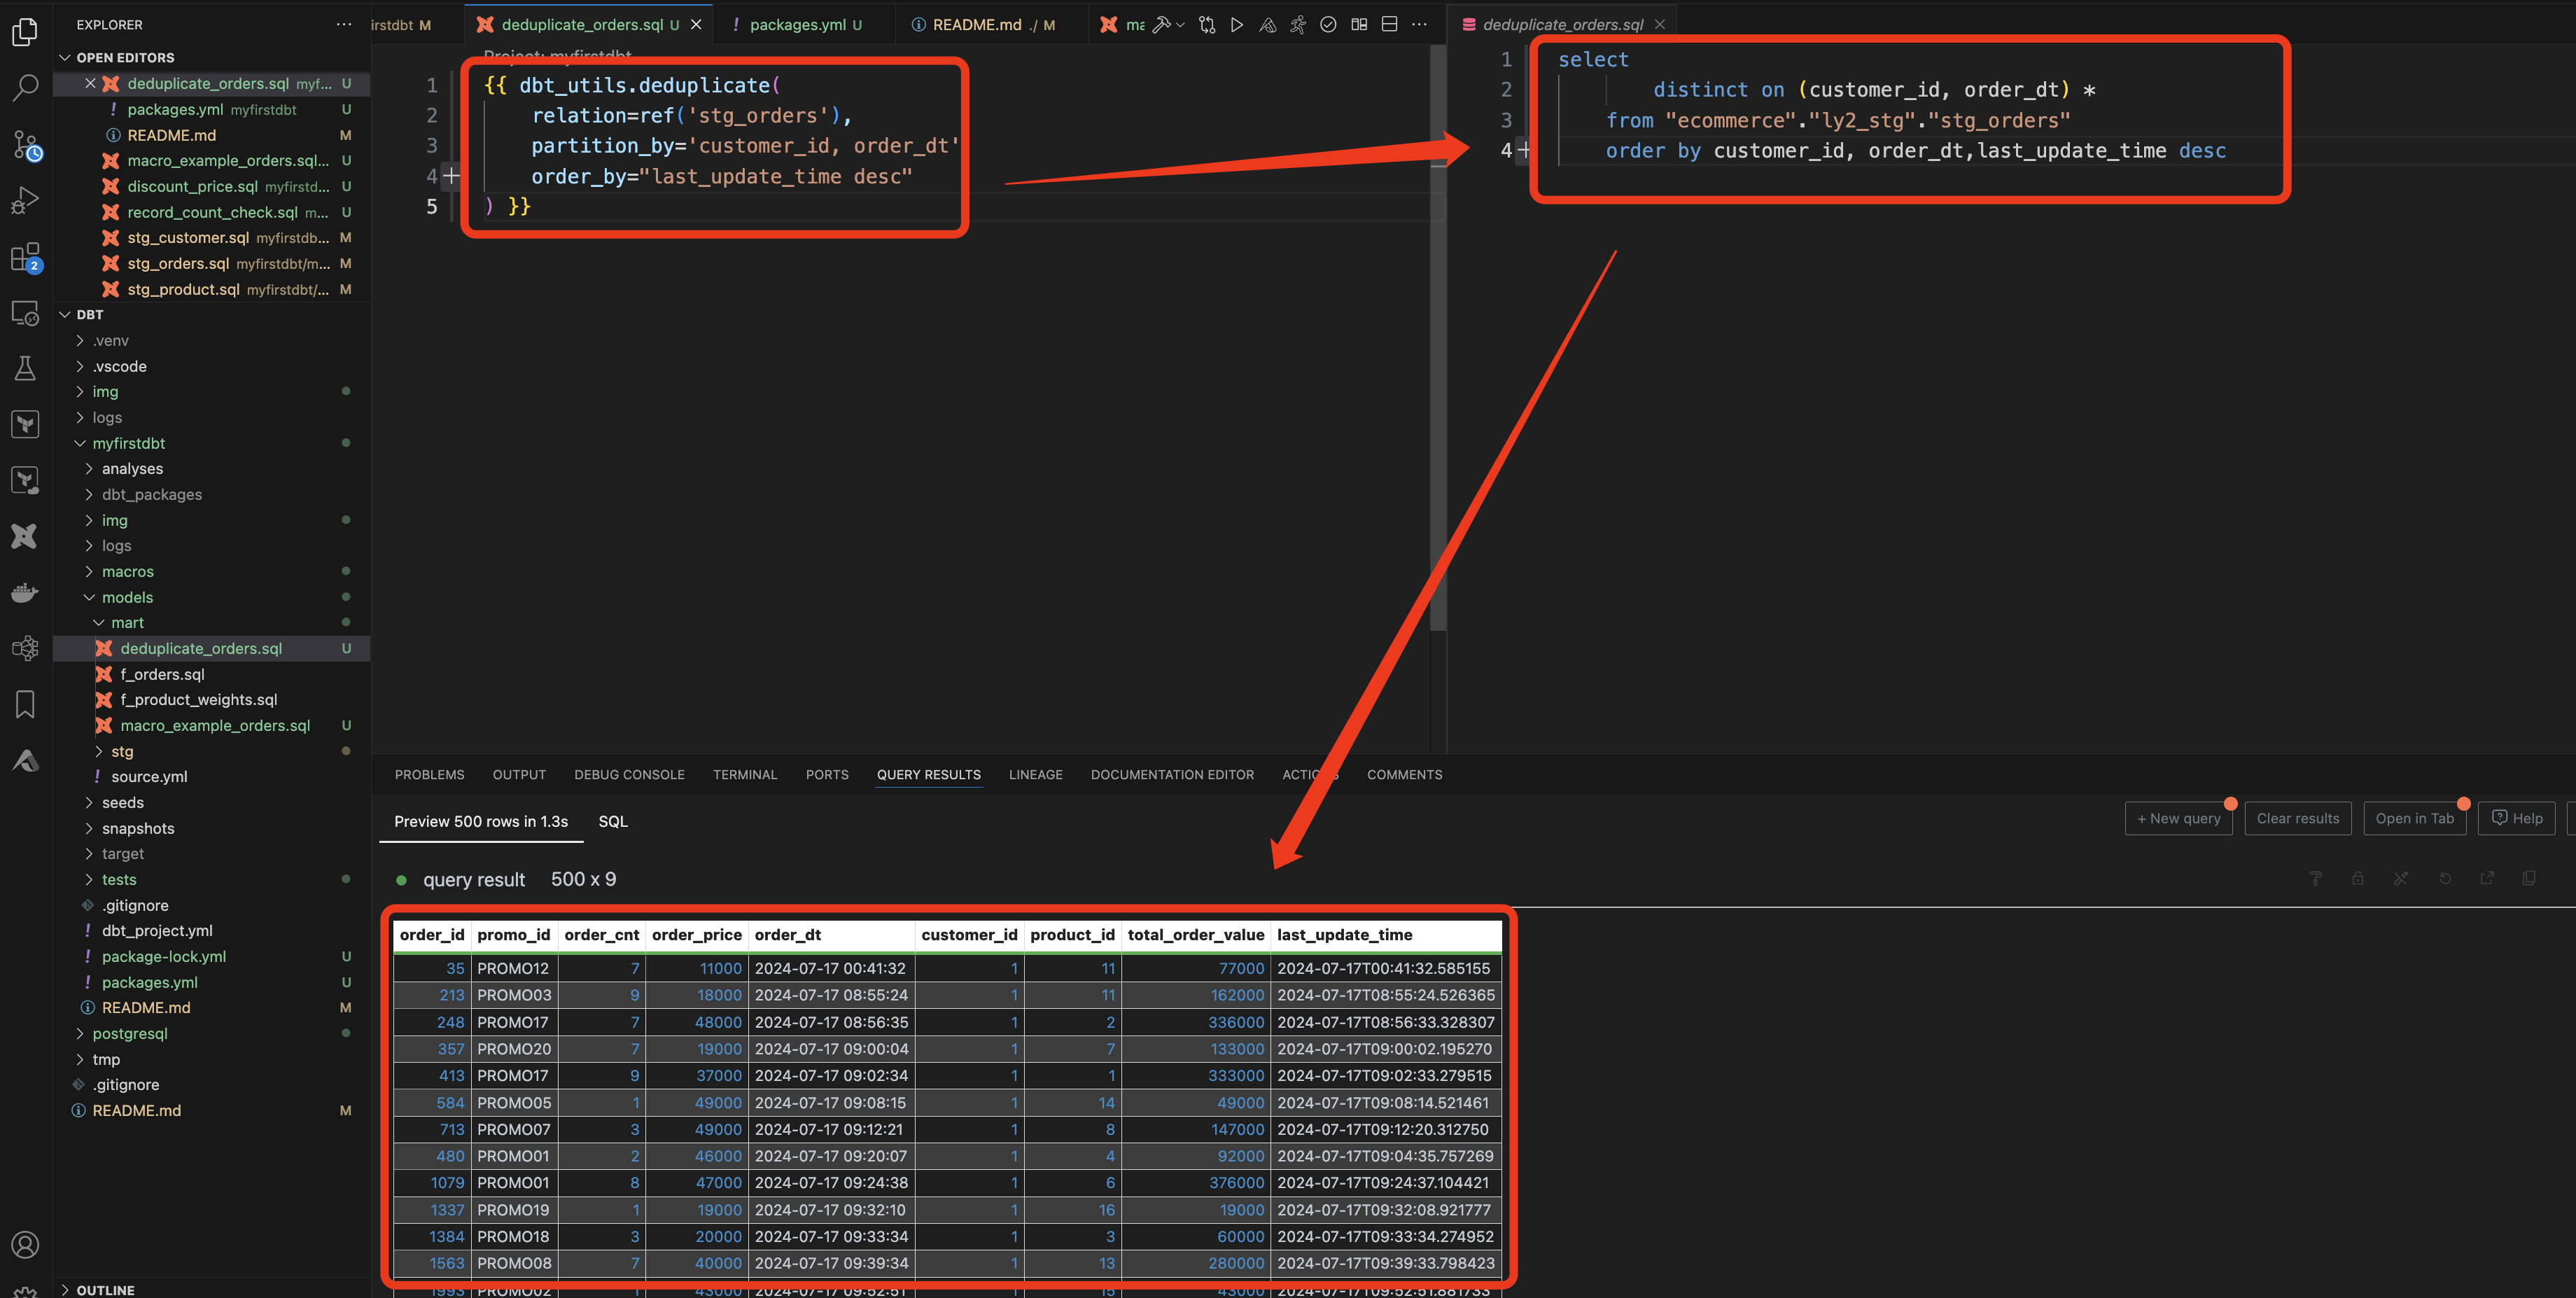 EXPLORER
OPEN EDITORS
deduplicate_orders.sql myf... U
packages.yml myfirstdbt U
README.md M
macro_example_orders.sql... U
discount_price.sql myfirstd... U
record_count_check.sql m... U
stg_customer.sql myfirstdb... M
stg_orders.sql myfirstdbt/m... M
stg_product.sql myfirstdbt/... M
DBT
.venv
.vscode
img
logs
myfirstdbt
analyses
dbt_packages
img
logs
macros
models
mart
deduplicate_orders.sql U
f_orders.sql
f_product_weights.sql
macro_example_orders.sql U
stg
source.yml
seeds
snapshots
target
tests
.gitignore
dbt_project.yml
package-lock.yml U
packages.yml U
README.md M
postgresql
tmp
.gitignore
README.md M
OUTLINE
2
irstdbt M
deduplicate_orders.sql U
packages.yml U
README.md ./ M
ma
Project: myfirstdbt
1 {{ dbt_utils.deduplicate(
2 relation=ref('stg_orders'),
3 partition_by='customer_id, order_dt'
4 order_by="last_update_time desc"
5 ) }}
deduplicate_orders.sql
1 select
2 distinct on (customer_id, order_dt) *
3 from "ecommerce"."ly2_stg"."stg_orders"
4 order by customer_id, order_dt,last_update_time desc
PROBLEMS OUTPUT DEBUG CONSOLE TERMINAL PORTS QUERY RESULTS LINEAGE DOCUMENTATION EDITOR ACTIONS COMMENTS
Preview 500 rows in 1.3s SQL
+ New query Clear results Open in Tab Help
query result 500 x 9
order_id promo_id order_cnt order_price order_dt customer_id product_id total_order_value last_update_time
35 PROMO12 7 11000 2024-07-17 00:41:32 1 11 77000 2024-07-17T00:41:32.585155
213 PROMO03 9 18000 2024-07-17 08:55:24 1 11 162000 2024-07-17T08:55:24.526365
248 PROMO17 7 48000 2024-07-17 08:56:35 1 2 336000 2024-07-17T08:56:33.328307
357 PROMO20 7 19000 2024-07-17 09:00:04 1 7 133000 2024-07-17T09:00:02.195270
413 PROMO17 9 37000 2024-07-17 09:02:34 1 1 333000 2024-07-17T09:02:33.279515
584 PROMO05 1 49000 2024-07-17 09:08:15 1 14 49000 2024-07-17T09:08:14.521461
713 PROMO07 3 49000 2024-07-17 09:12:21 1 8 147000 2024-07-17T09:12:20.312750
480 PROMO01 2 46000 2024-07-17 09:20:07 1 4 92000 2024-07-17T09:04:35.757269
1079 PROMO01 8 47000 2024-07-17 09:24:38 1 6 376000 2024-07-17T09:24:37.104421
1337 PROMO19 1 19000 2024-07-17 09:32:10 1 16 19000 2024-07-17T09:32:08.921777
1384 PROMO18 3 20000 2024-07-17 09:33:34 1 3 60000 2024-07-17T09:33:34.274952
1563 PROMO08 7 40000 2024-07-17 09:39:34 1 13 280000 2024-07-17T09:39:33.798423